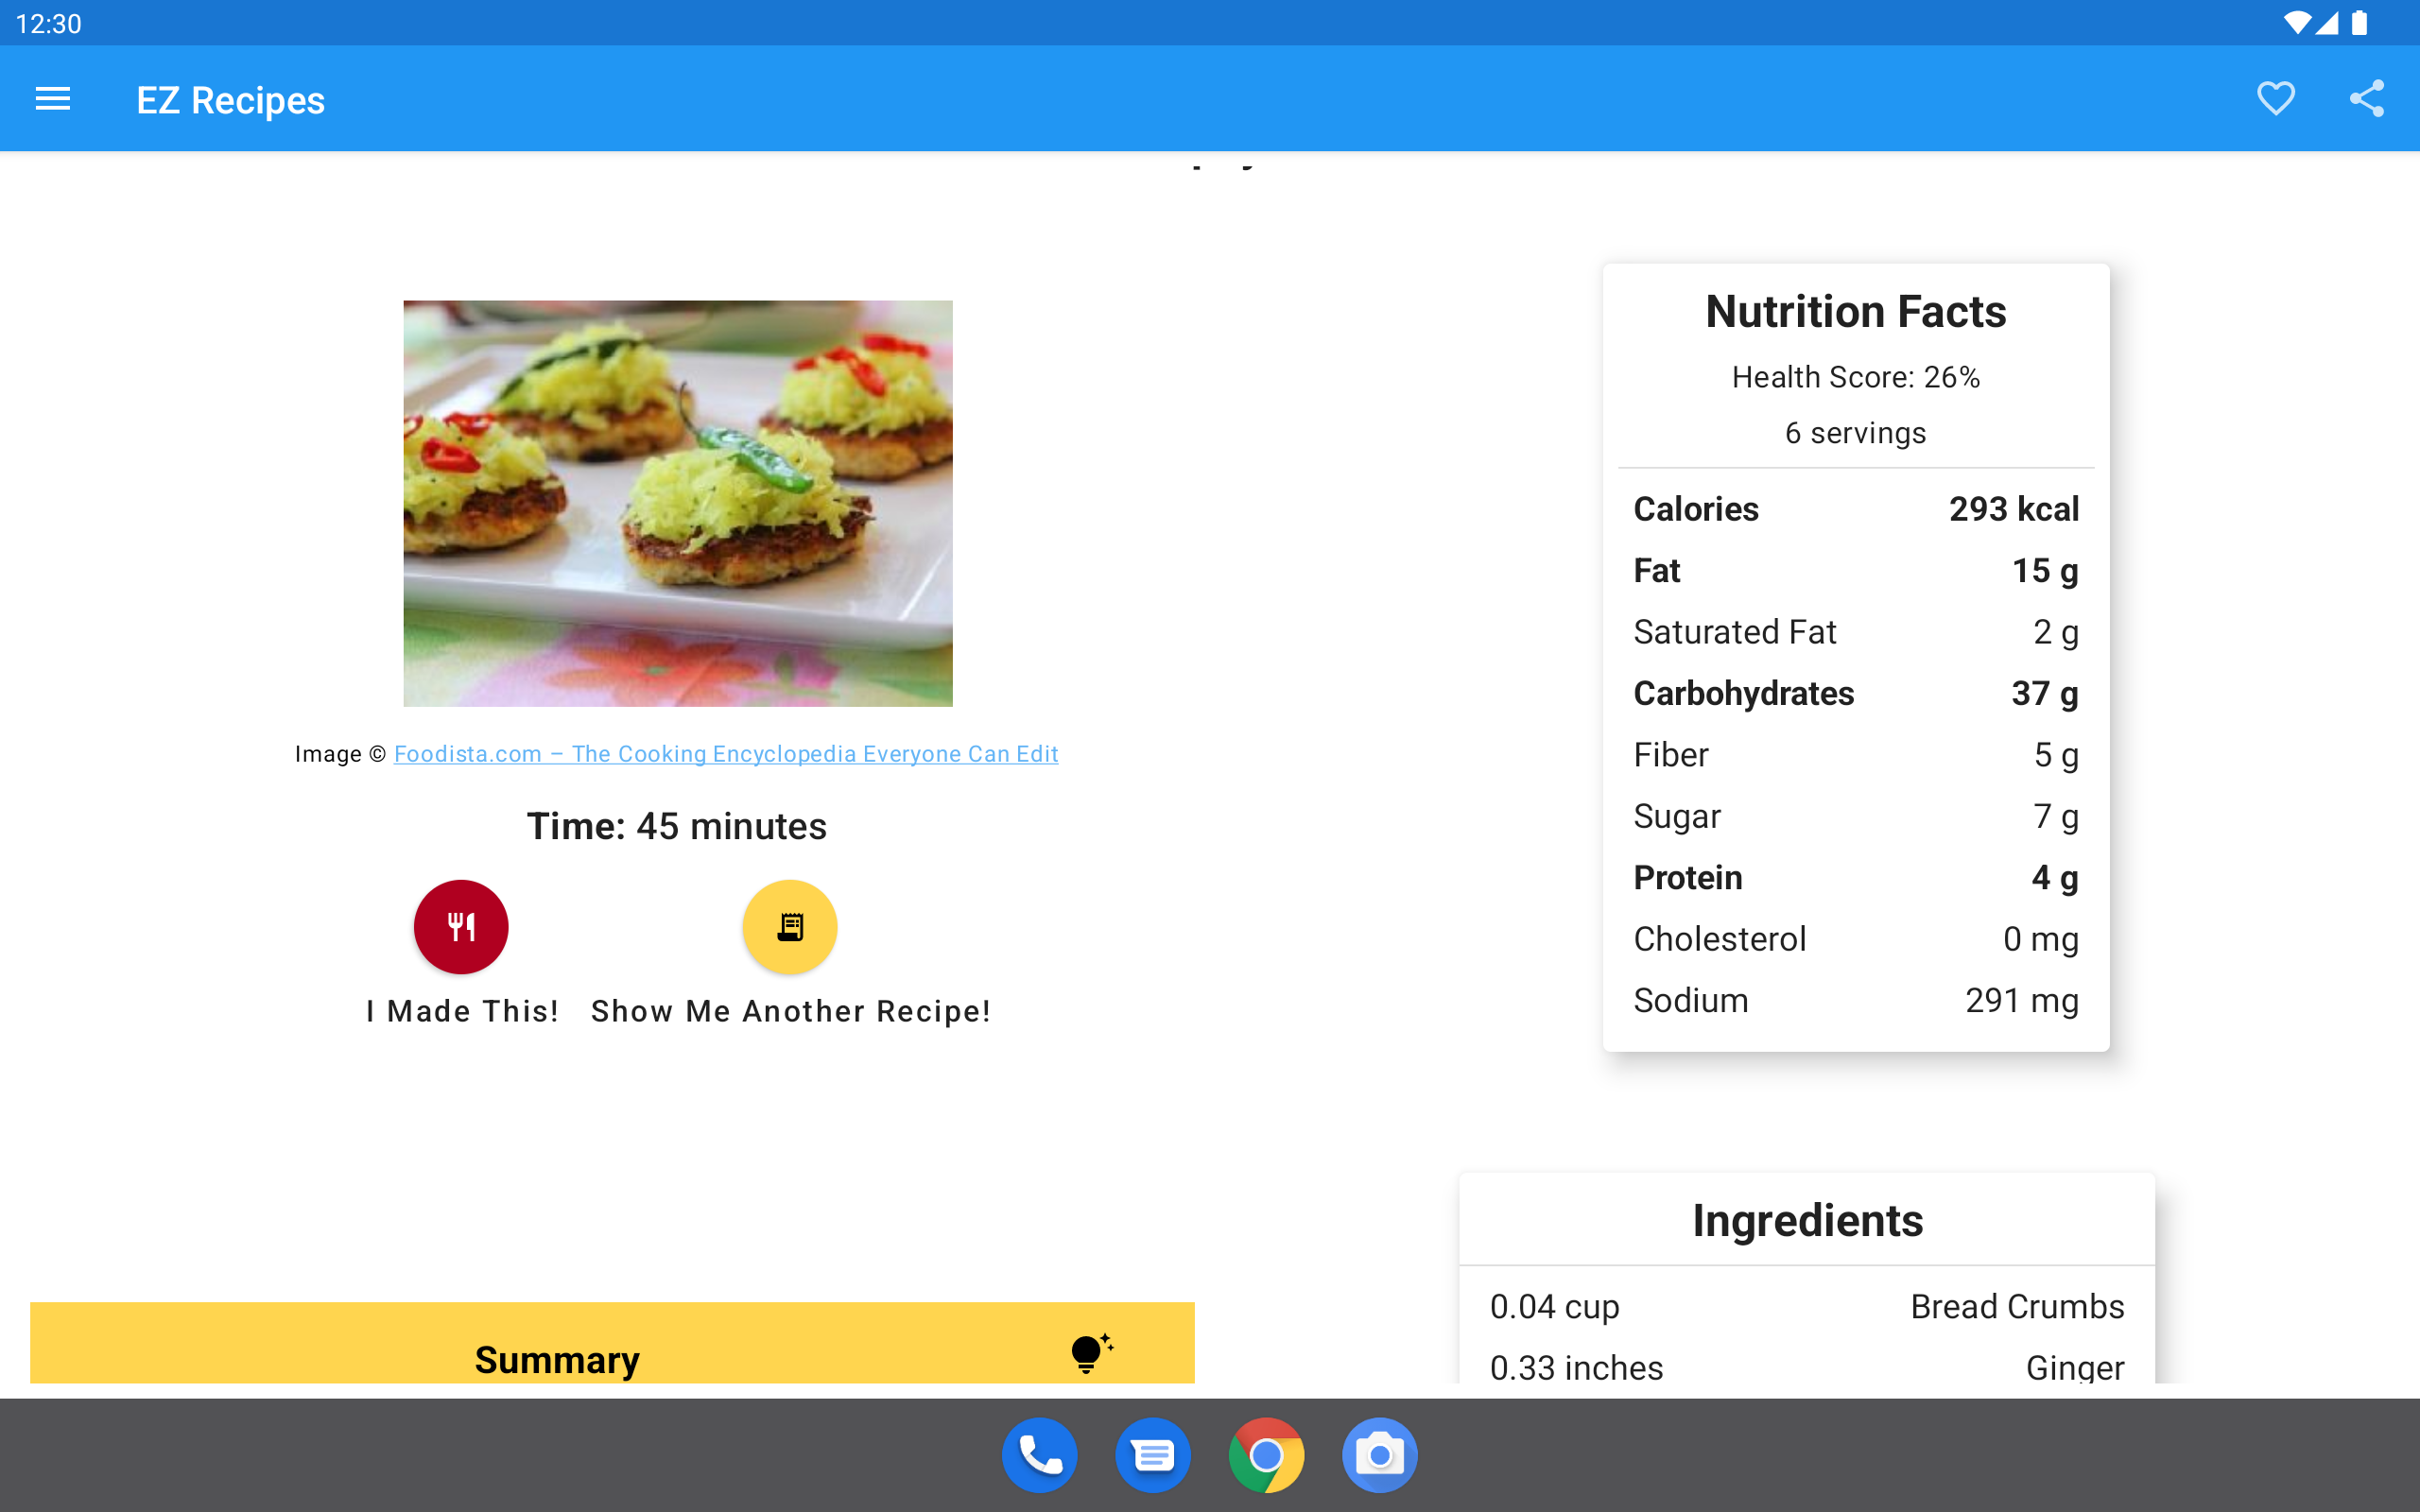 12:30
EZ Recipes
Image © Foodista.com – The Cooking Encyclopedia Everyone Can Edit
Time: 45 minutes
I Made This!
Show Me Another Recipe!
Nutrition Facts
Health Score: 26%
6 servings
Calories 293 kcal
Fat 15 g
Saturated Fat 2 g
Carbohydrates 37 g
Fiber 5 g
Sugar 7 g
Protein 4 g
Cholesterol 0 mg
Sodium 291 mg
Summary
Ingredients
0.04 cup Bread Crumbs
0.33 inches Ginger